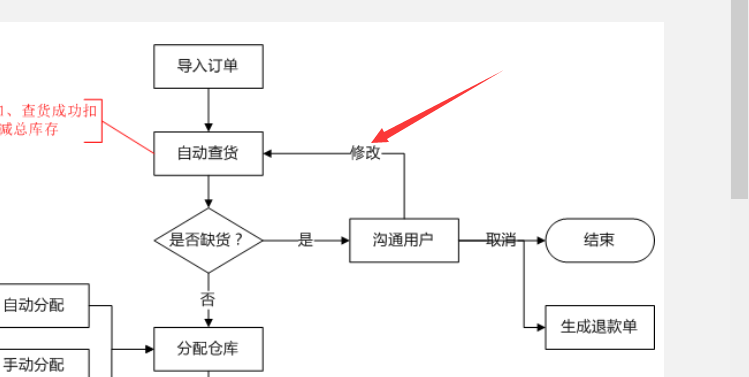 导入订单
、查货成功扣
减总库存
自动查货
修改
是否缺货？
是
沟通用户
取消
结束
否
自动分配
生成退款单
分配仓库
手动分配